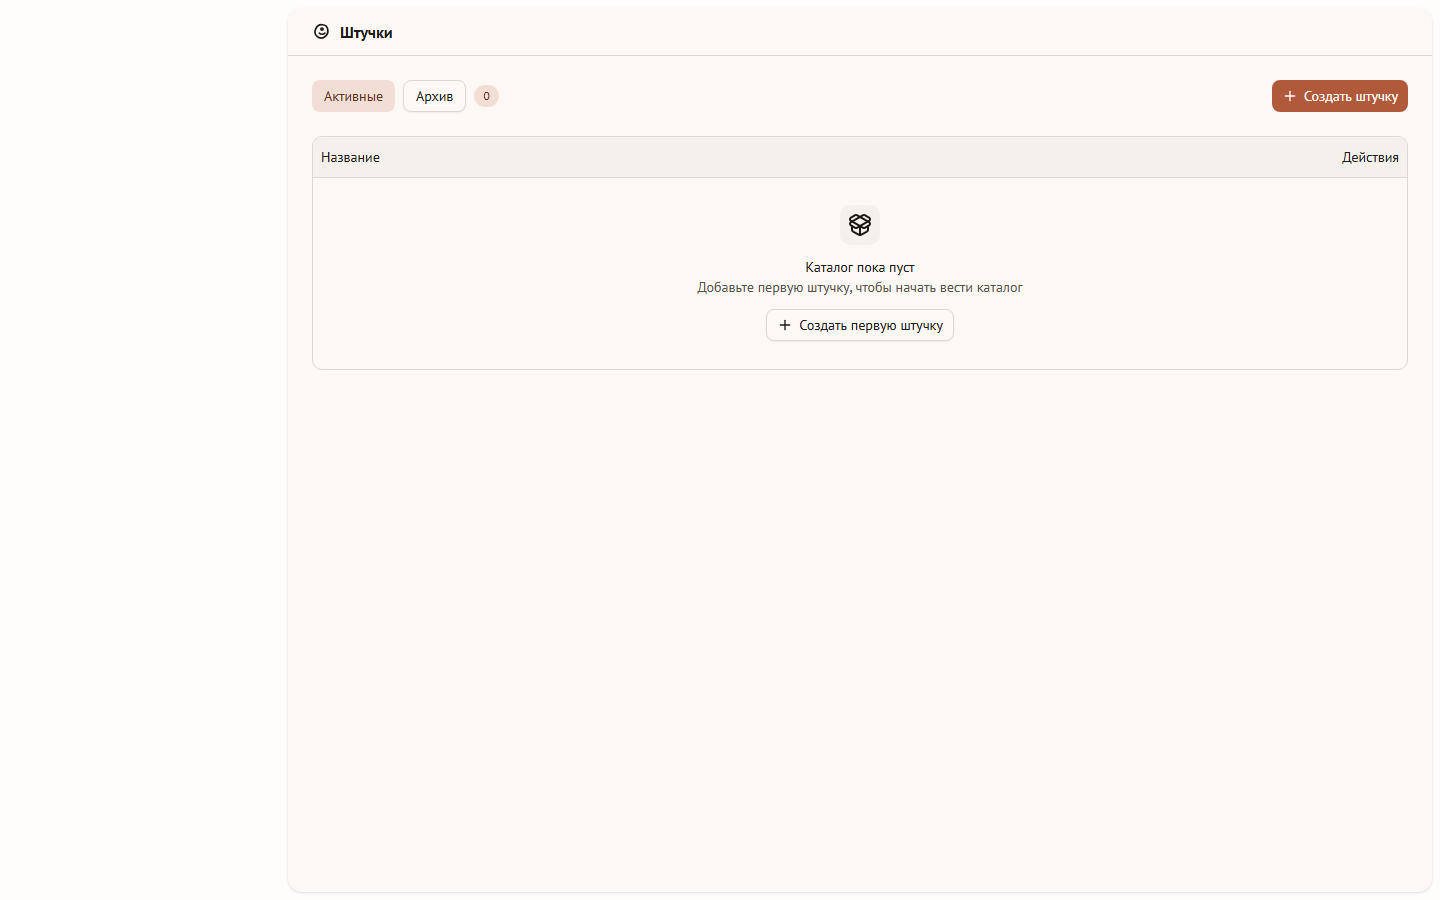 Штучки
Активные Архив 0
Создать штучку
Название Действия
Каталог пока пуст
Добавьте первую штучку, чтобы начать вести каталог
Создать первую штучку